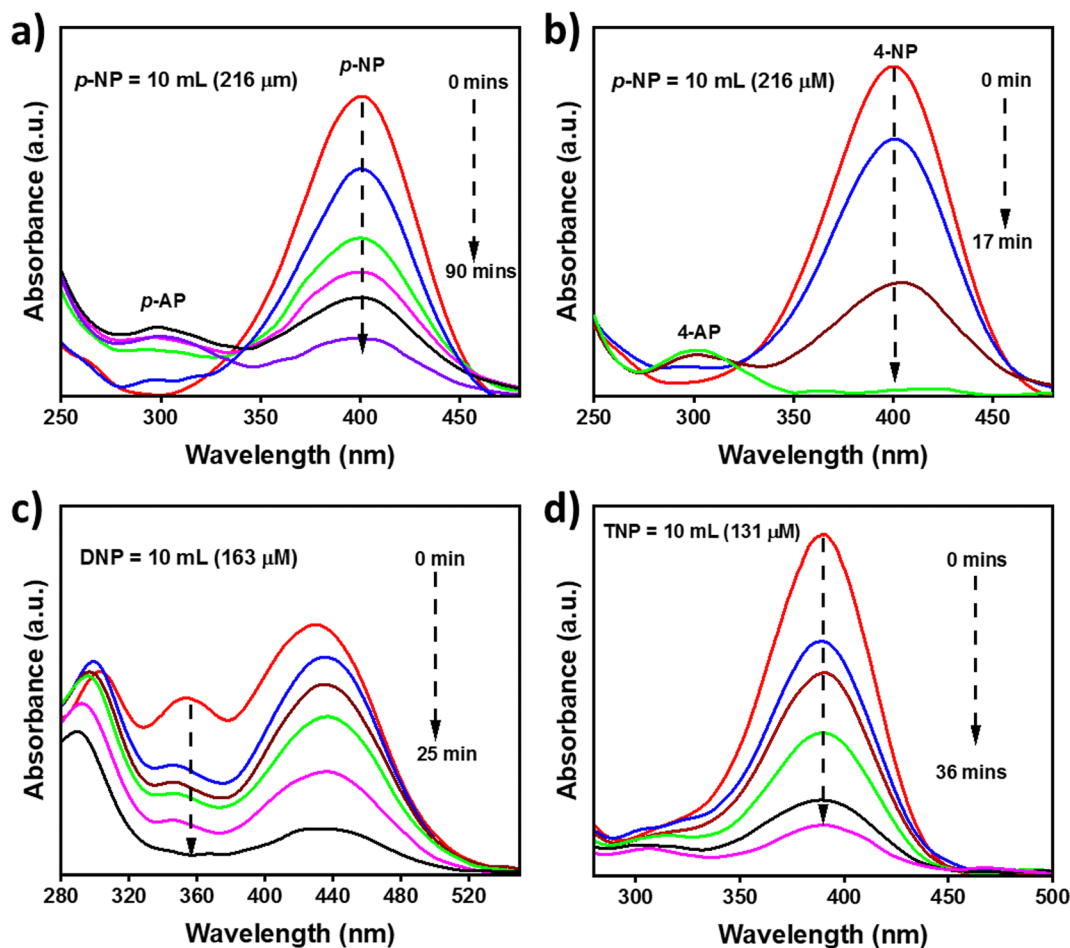 a)
p-NP = 10 mL (216 μm)
p-NP
0 mins
90 mins
p-AP
Absorbance (a.u.)
250 300 350 400 450
Wavelength (nm)
b)
p-NP = 10 mL (216 μM)
4-NP
0 min
17 min
4-AP
Absorbance (a.u.)
250 300 350 400 450
Wavelength (nm)
c)
DNP = 10 mL (163 μM)
0 min
25 min
Absorbance (a.u.)
280 320 360 400 440 480 520
Wavelength (nm)
d)
TNP = 10 mL (131 μM)
0 mins
36 mins
Absorbance (a.u.)
300 350 400 450 500
Wavelength (nm)